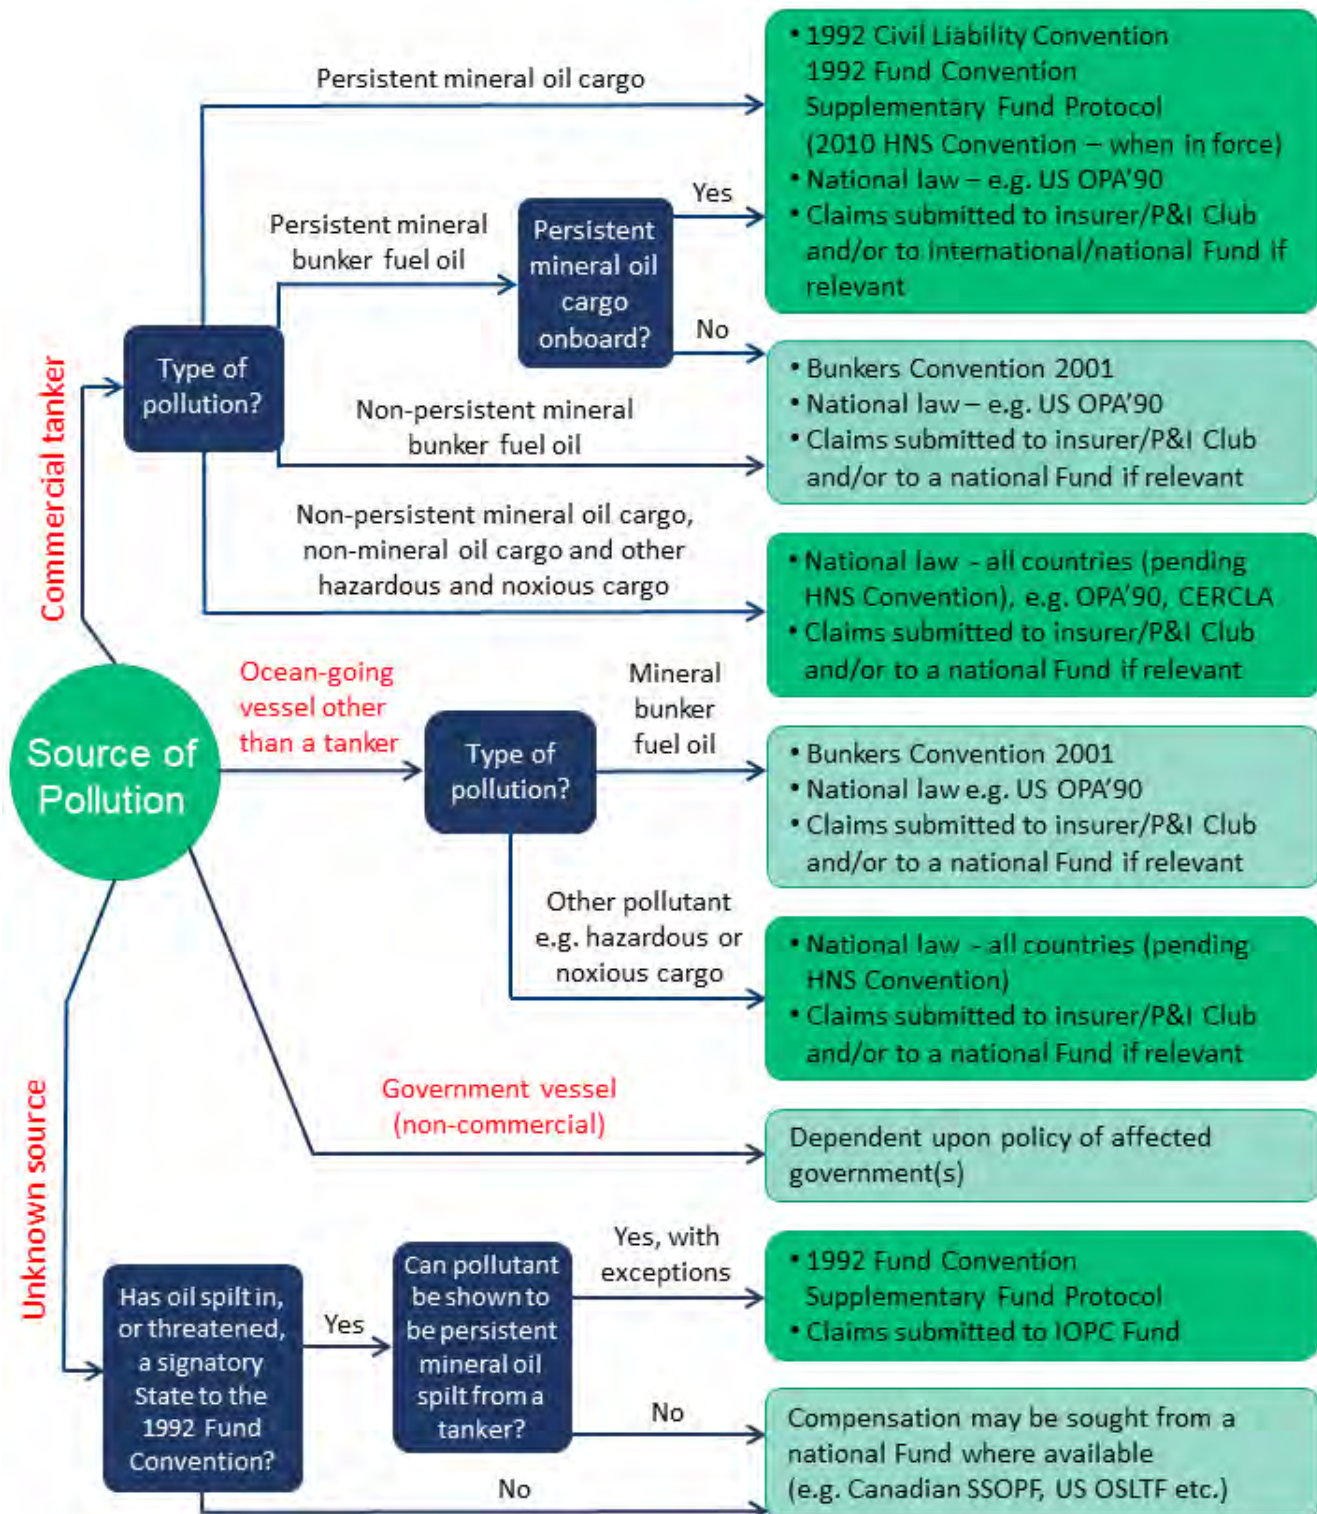 Persistent mineral oil cargo
• 1992 Civil Liability Convention
1992 Fund Convention
Supplementary Fund Protocol
(2010 HNS Convention – when in force)
• National law – e.g. US OPA'90
• Claims submitted to insurer/P&I Club
and/or to international/national Fund if
relevant
Persistent mineral
bunker fuel oil
Persistent
mineral oil
cargo
onboard?
Yes
No
Commercial tanker
Type of
pollution?
Non-persistent mineral
bunker fuel oil
• Bunkers Convention 2001
• National law – e.g. US OPA'90
• Claims submitted to insurer/P&I Club
and/or to a national Fund if relevant
Non-persistent mineral oil cargo,
non-mineral oil cargo and other
hazardous and noxious cargo
• National law - all countries (pending
HNS Convention), e.g. OPA'90, CERCLA
• Claims submitted to insurer/P&I Club
and/or to a national Fund if relevant
Source of
Pollution
Ocean-going
vessel other
than a tanker
Type of
pollution?
Mineral
bunker
fuel oil
• Bunkers Convention 2001
• National law e.g. US OPA'90
• Claims submitted to insurer/P&I Club
and/or to a national Fund if relevant
Other pollutant
e.g. hazardous or
noxious cargo
• National law - all countries (pending
HNS Convention)
• Claims submitted to insurer/P&I Club
and/or to a national Fund if relevant
Government vessel
(non-commercial)
Dependent upon policy of affected
government(s)
Unknown source
Has oil spilt in,
or threatened,
a signatory
State to the
1992 Fund
Convention?
Yes
Can pollutant
be shown to
be persistent
mineral oil
spilt from a
tanker?
Yes, with
exceptions
• 1992 Fund Convention
Supplementary Fund Protocol
• Claims submitted to IOPC Fund
No
No
Compensation may be sought from a
national Fund where available
(e.g. Canadian SSOPF, US OSLTF etc.)